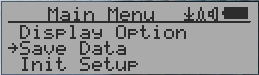 Main Menu
Display Option
→Save Data
Init Setup